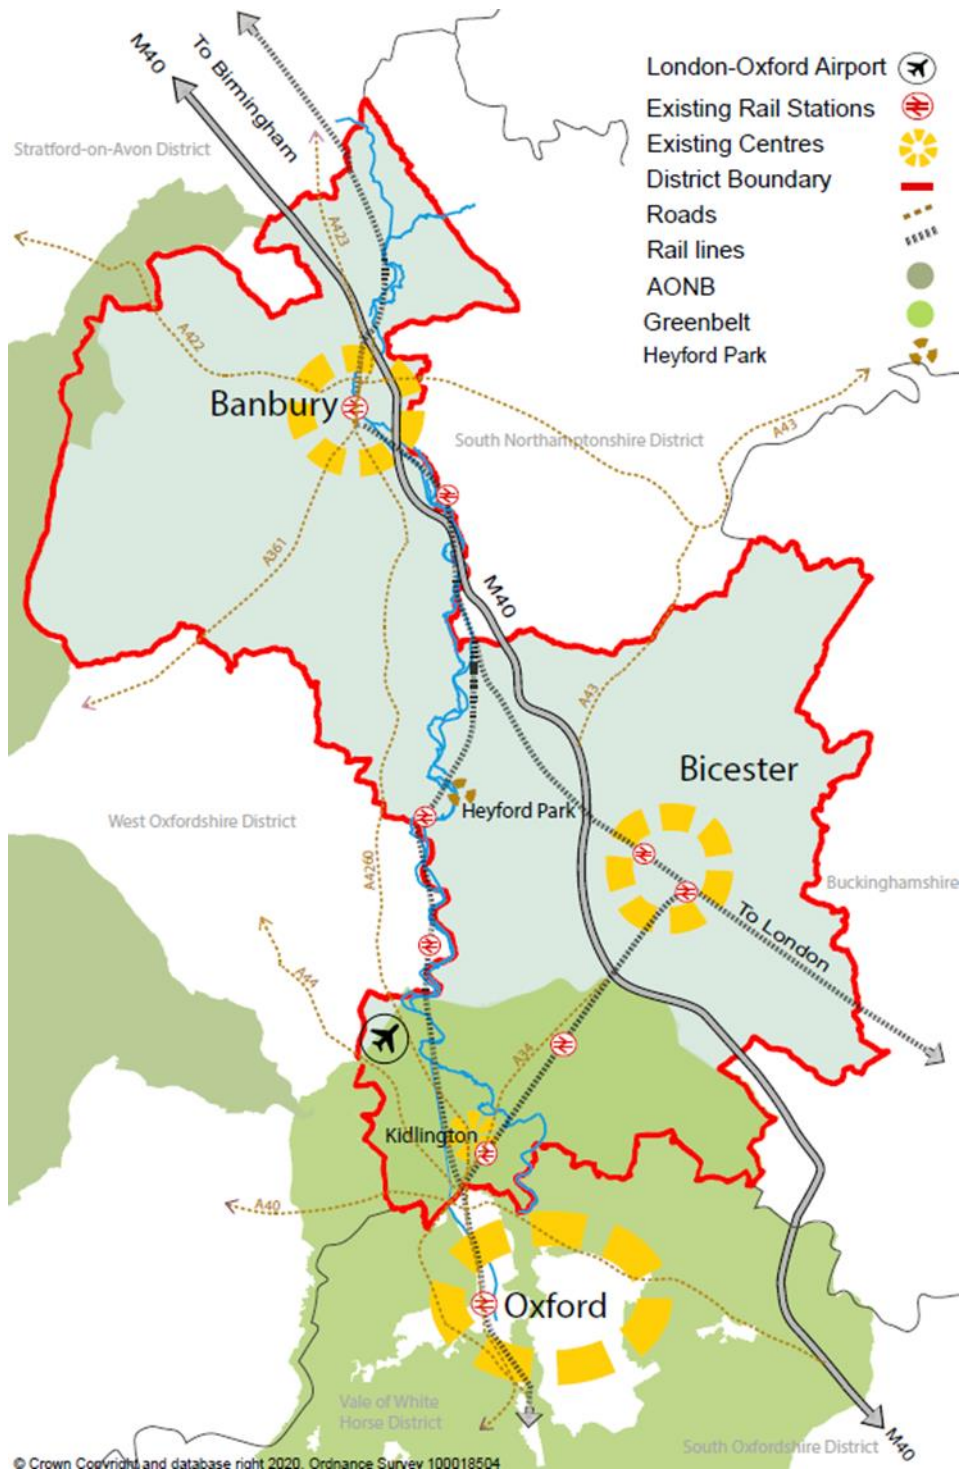 M40
To Birmingham
London-Oxford Airport
Existing Rail Stations
Existing Centres
District Boundary
Roads
Rail lines
AONB
Greenbelt
Heyford Park
Stratford-on-Avon District
A423
A422
Banbury
South Northamptonshire District
A43
A361
M40
A43
Bicester
Heyford Park
West Oxfordshire District
A4260
Buckinghamshire
To London
A44
A34
Kidlington
A40
Oxford
Vale of White
Horse District
South Oxfordshire District
M40
© Crown Copyright and database right 2020. Ordnance Survey 100018504